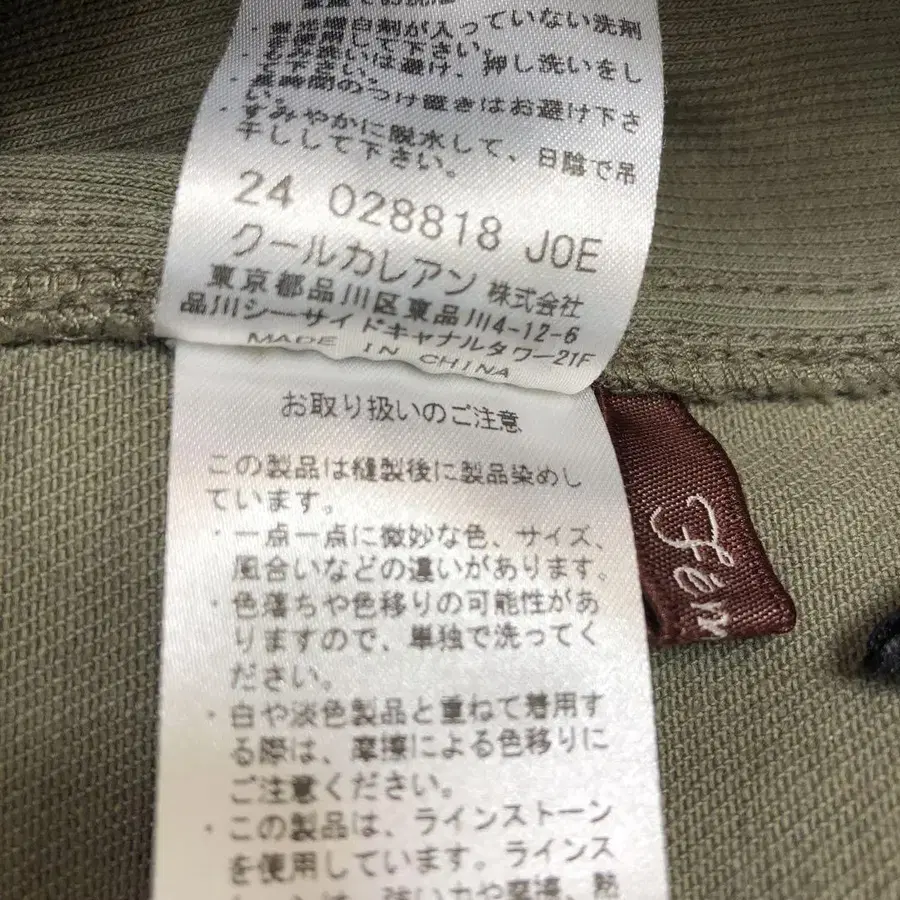 ・蛍光増白剤が入っていない洗剤
を使用して下さい。
・もみ洗いは避け、押し洗いをし
て下さい。
・長時間のつけ置きはお避け下さ
い。
・すみやかに脱水して、日陰で吊
干しして下さい。
24 028818 JOE
クールカレアン 株式会社
東京都品川区東品川4-12-6
品川シーサイドキャナルタワー21F
MADE IN CHINA
お取り扱いのご注意
この製品は縫製後に製品染めし
ています。
・一点一点に微妙な色、サイズ、
風合いなどの違いがあります。
・色落ちや色移りの可能性があ
りますので、単独で洗ってく
ださい。
・白や淡色製品と重ねて着用す
る際は、摩擦による色移りに
ご注意ください。
・この製品は、ラインストーン
を使用しています。ラインス
トーンは、強い力や摩擦、熱